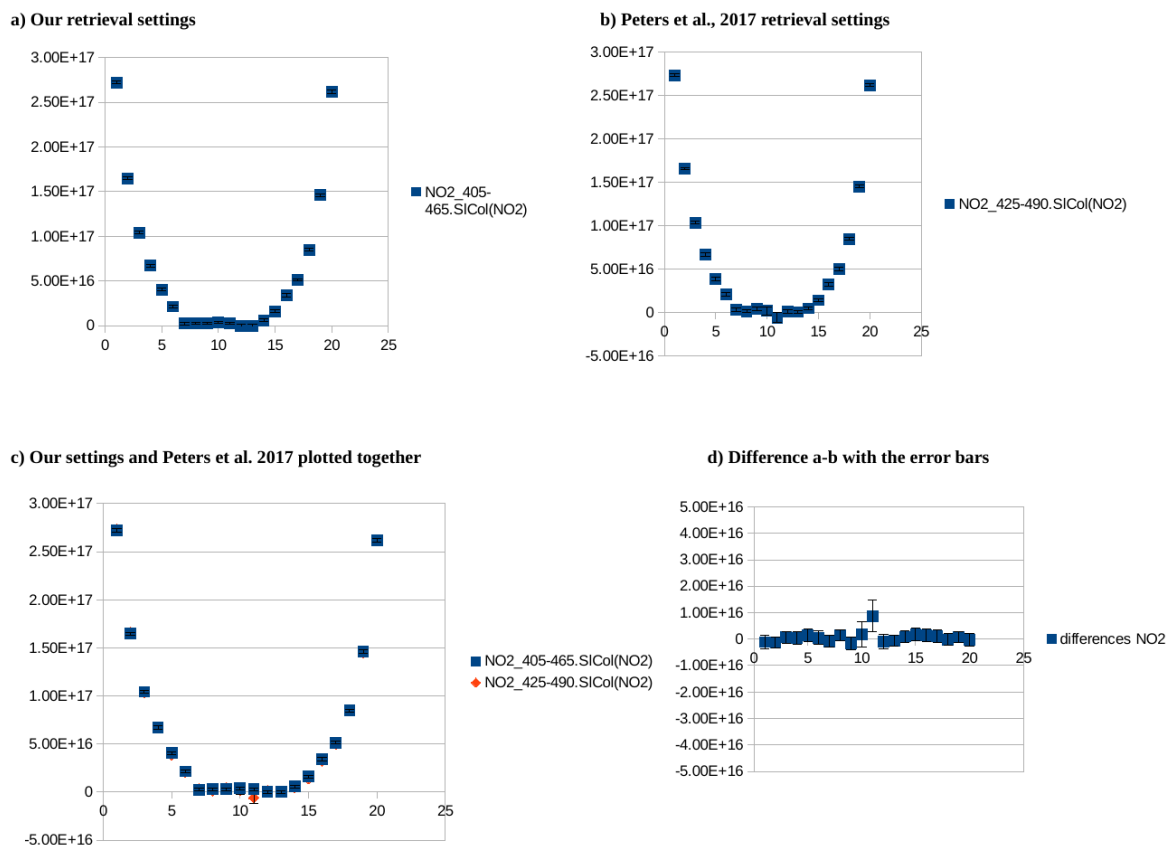 a) Our retrieval settings
3.00E+17
2.50E+17
2.00E+17
1.50E+17
1.00E+17
5.00E+16
0
0 5 10 15 20 25
NO2_405-
465.SlCol(NO2)
b) Peters et al., 2017 retrieval settings
3.00E+17
2.50E+17
2.00E+17
1.50E+17
1.00E+17
5.00E+16
0
0 5 10 15 20 25
-5.00E+16
NO2_425-490.SlCol(NO2)
c) Our settings and Peters et al. 2017 plotted together
3.00E+17
2.50E+17
2.00E+17
1.50E+17
1.00E+17
5.00E+16
0
0 5 10 15 20 25
-5.00E+16
NO2_405-465.SlCol(NO2)
NO2_425-490.SlCol(NO2)
d) Difference a-b with the error bars
5.00E+16
4.00E+16
3.00E+16
2.00E+16
1.00E+16
0
0 5 10 15 20 25
-1.00E+16
-2.00E+16
-3.00E+16
-4.00E+16
-5.00E+16
differences NO2